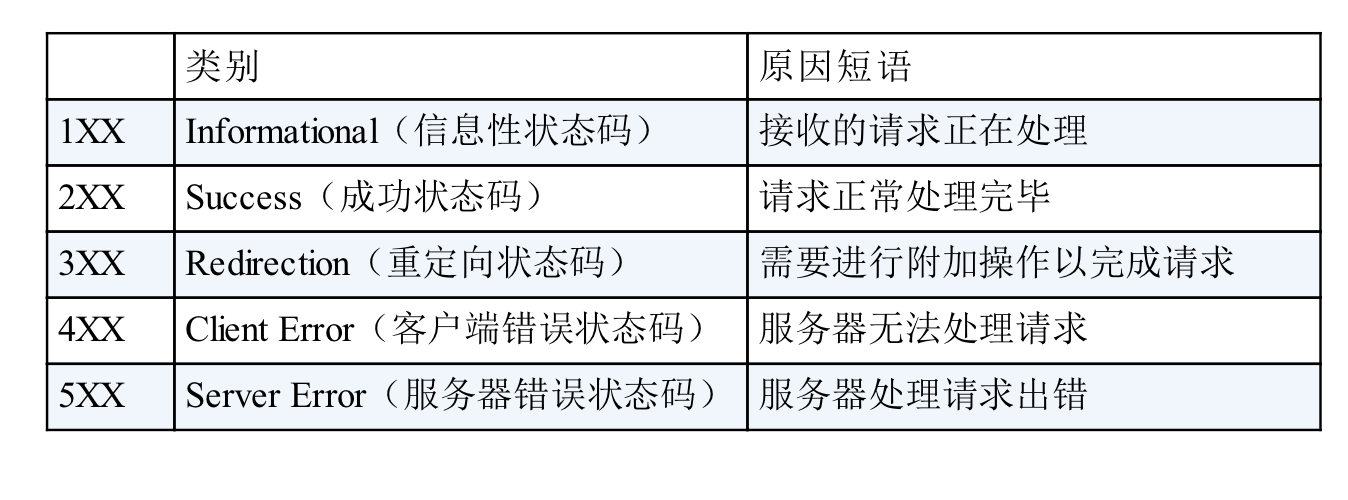 类别 原因短语
1XX Informational（信息性状态码） 接收的请求正在处理
2XX Success（成功状态码） 请求正常处理完毕
3XX Redirection（重定向状态码） 需要进行附加操作以完成请求
4XX Client Error（客户端错误状态码） 服务器无法处理请求
5XX Server Error（服务器错误状态码） 服务器处理请求出错